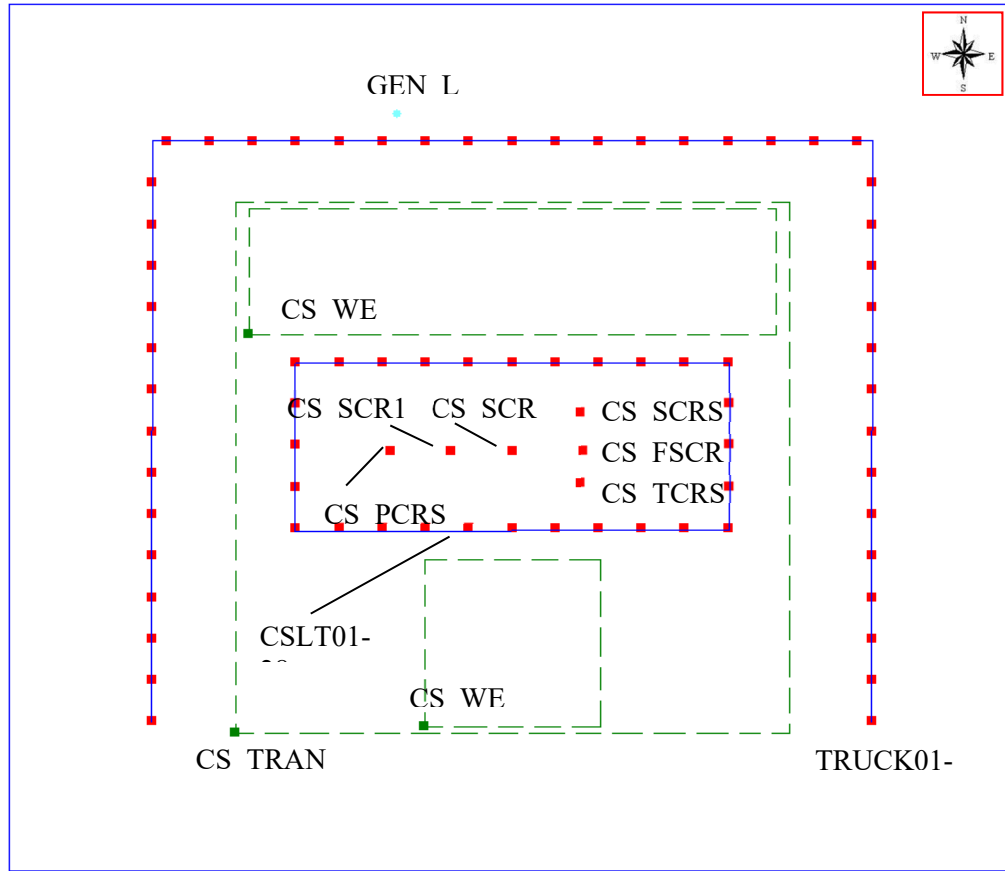 N
W E
S
GEN L
CS WE
CS SCR1 CS SCR
CS SCRS
CS FSCR
CS TCRS
CS PCRS
CSLT01-
CS WE
CS TRAN
TRUCK01-